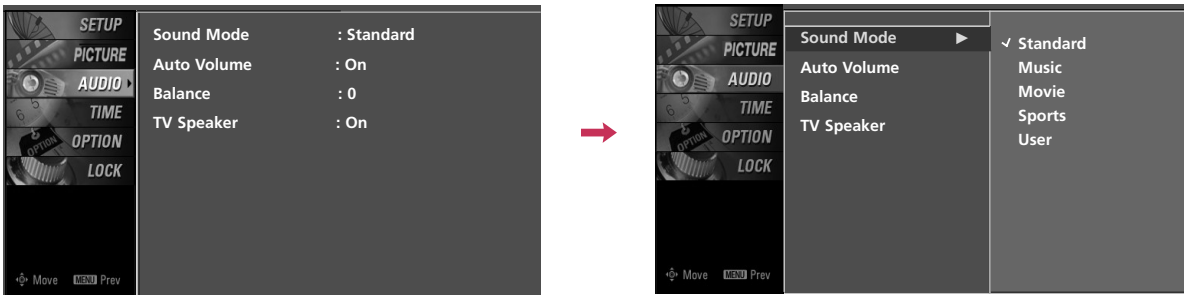 SETUP
PICTURE
AUDIO
TIME
OPTION
LOCK
Move MENU Prev
Sound Mode : Standard
Auto Volume : On
Balance : 0
TV Speaker : On
SETUP
PICTURE
AUDIO
TIME
OPTION
LOCK
Move MENU Prev
Sound Mode ►
Auto Volume
Balance
TV Speaker
✓ Standard
Music
Movie
Sports
User